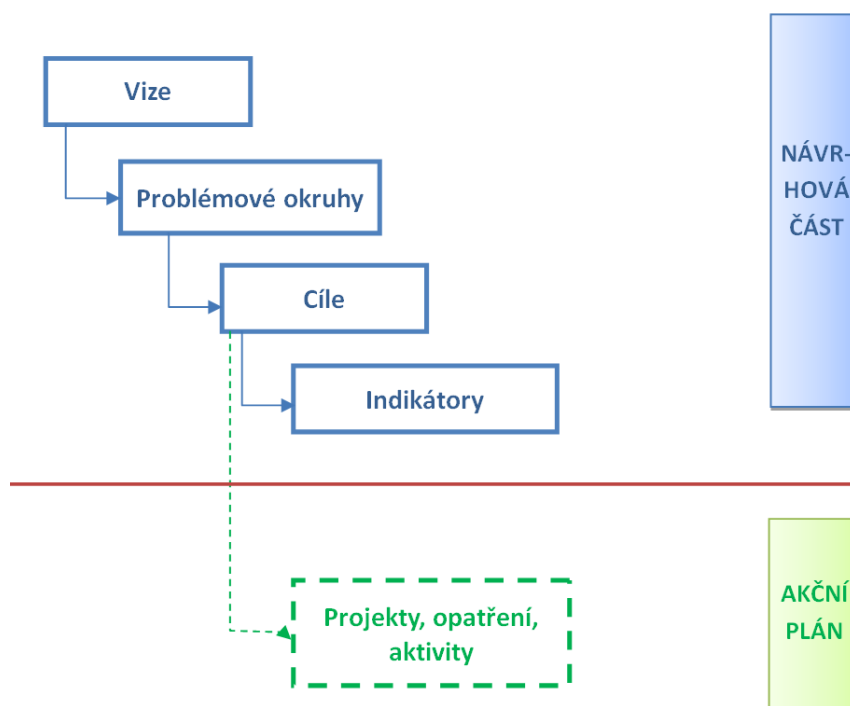 Vize
NÁVR-
Problémové okruhy
HOVÁ
ČÁST
Cíle
Indikátory
Projekty, opatření,
aktivity
AKČNÍ
PLÁN